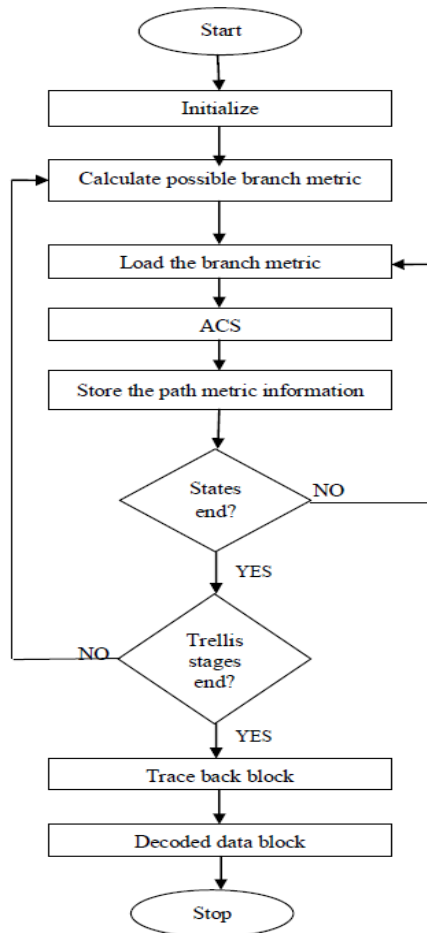 Start
Initialize
Calculate possible branch metric
Load the branch metric
ACS
Store the path metric information
States
end?
NO
YES
Trellis
stages
end?
NO
YES
Trace back block
Decoded data block
Stop